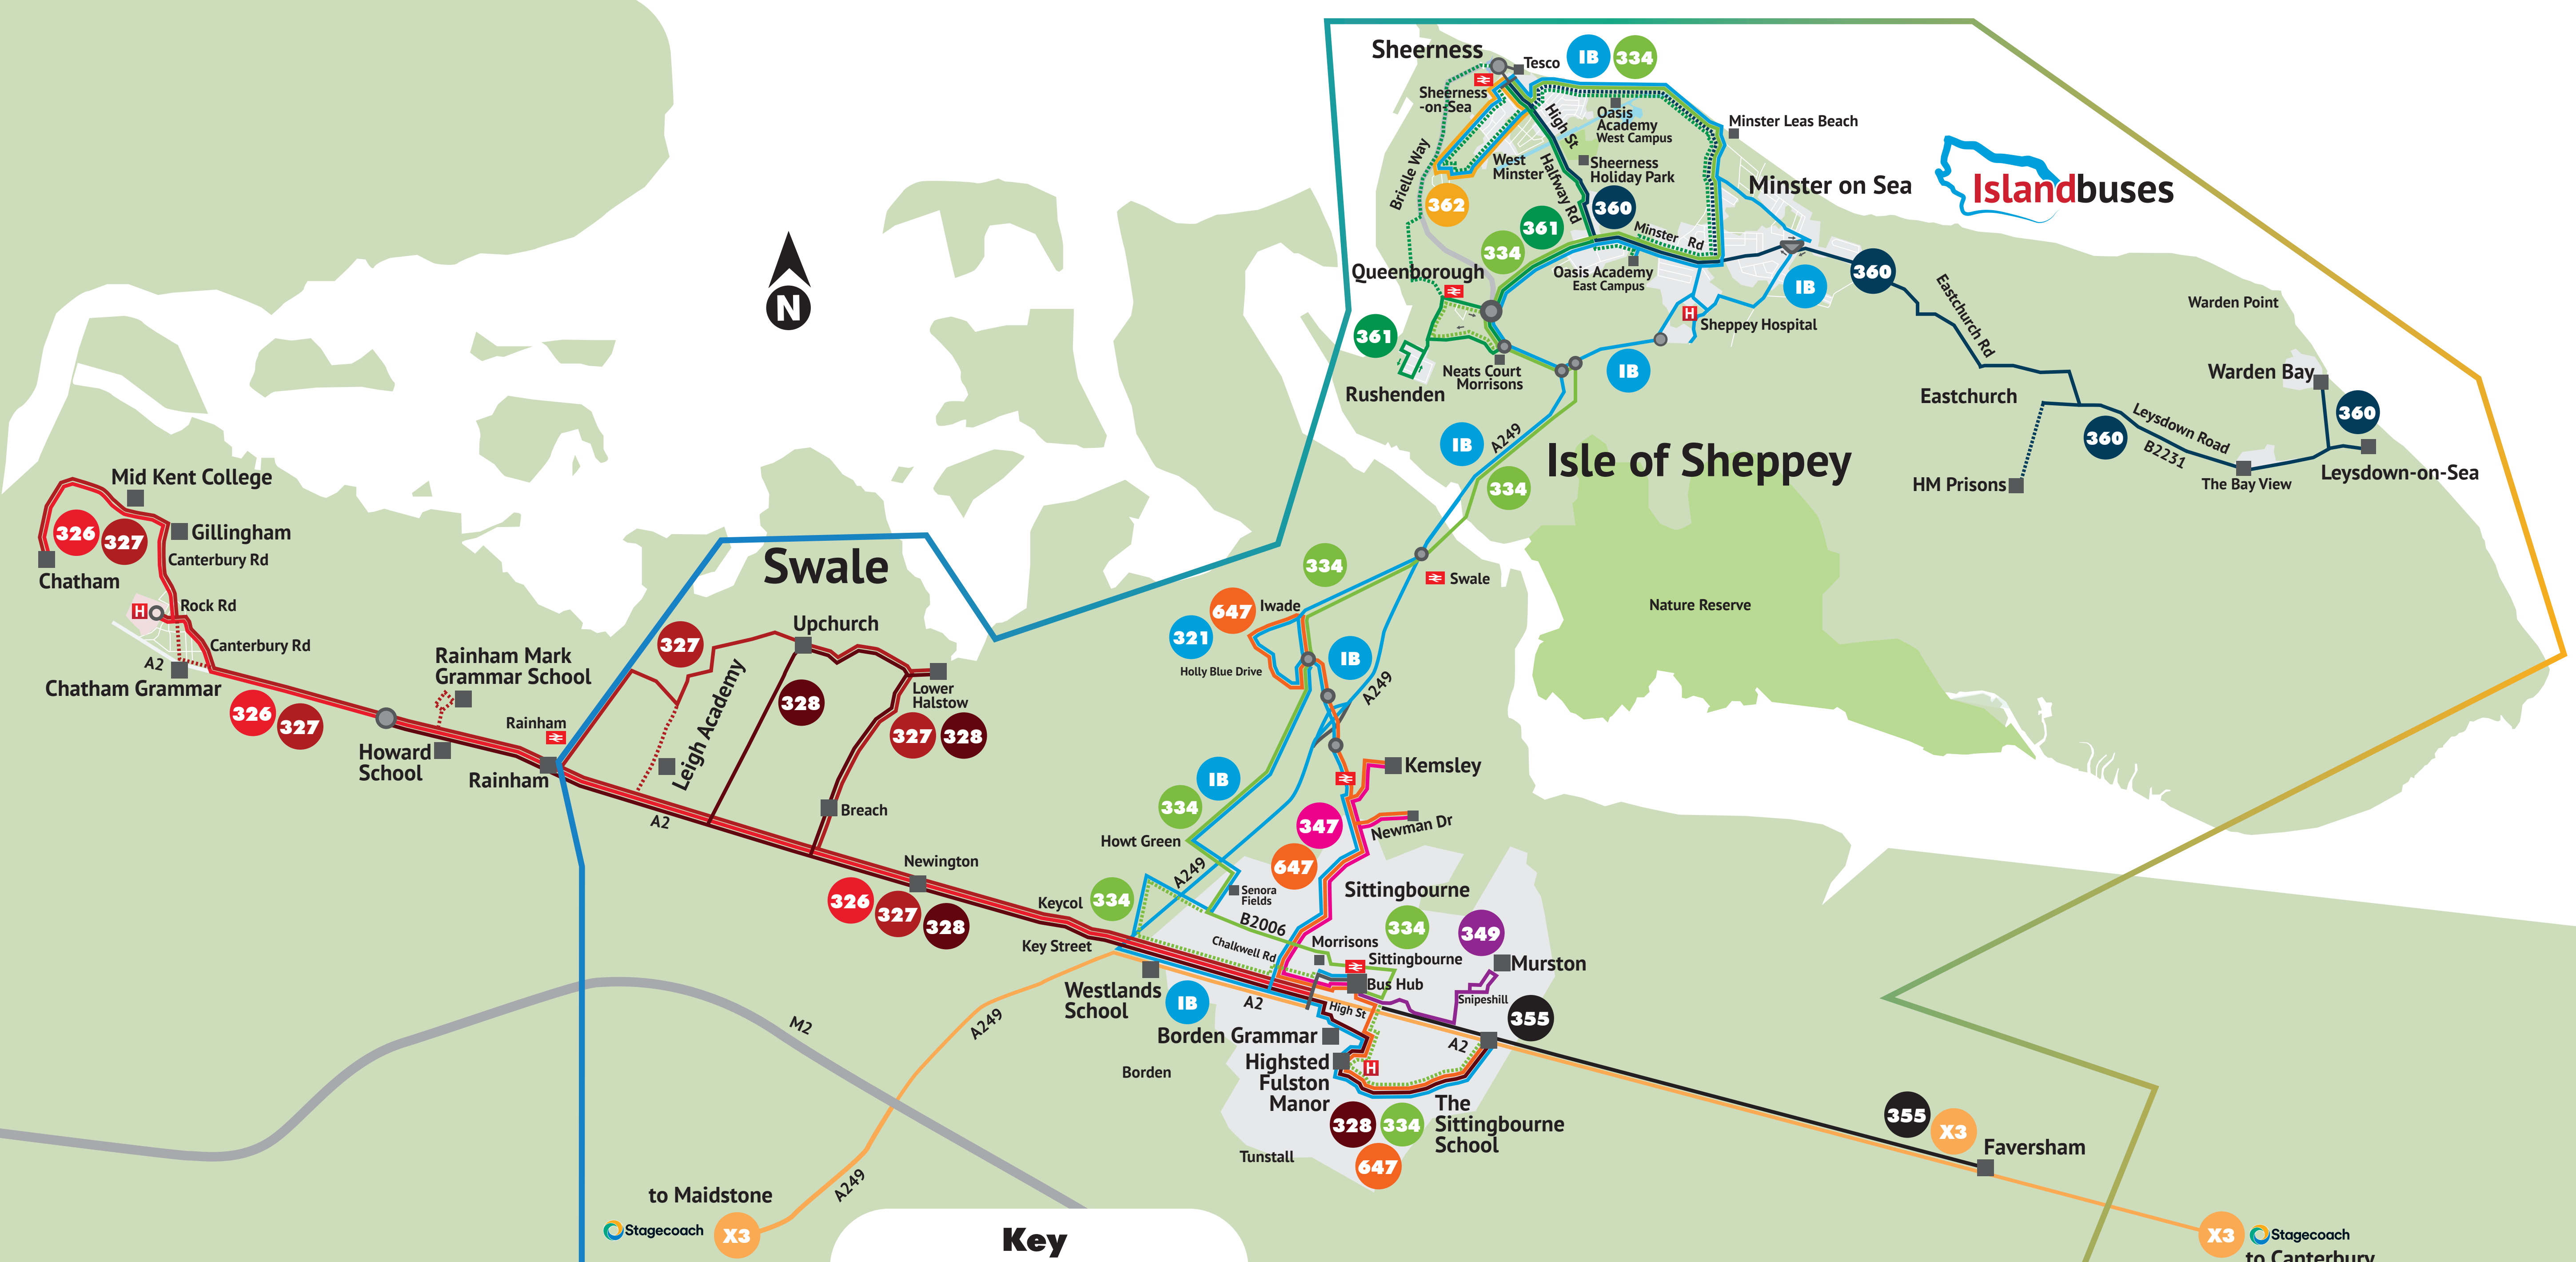 Sheerness
Tesco
IB
334
Sheerness
-on-Sea
High St
Oasis
Academy
West Campus
Minster Leas Beach
Brielle Way
West
Minster
Halfway Rd
Sheerness
Holiday Park
Minster on Sea
Islandbuses
362
360
361
334
Minster Rd
Queenborough
Oasis Academy
East Campus
360
IB
N
Eastchurch Rd
Warden Point
361
Sheppey Hospital
H
Neats Court
Morrisons
IB
Rushenden
Warden Bay
Eastchurch
360
Leysdown Road
B2231
360
IB
A249
Isle of Sheppey
334
HM Prisons
The Bay View
Leysdown-on-Sea
Mid Kent College
326
327
Gillingham
Canterbury Rd
Chatham
H
Rock Rd
Canterbury Rd
A2
Chatham Grammar
326
327
Rainham Mark
Grammar School
Howard
School
Rainham
Rainham
Swale
327
Upchurch
328
Leigh Academy
Lower
Halstow
327
328
Breach
A2
Newington
326
327
328
334
Swale
Nature Reserve
647
Iwade
321
Holly Blue Drive
IB
A249
IB
334
Howt Green
Kemsley
347
Newman Dr
647
A249
Senora
Fields
Sittingbourne
Keycol
334
Key Street
B2006
Chalkwell Rd
Morrisons
334
349
Sittingbourne
Bus Hub
Murston
Snipeshill
Westlands
School
IB
A2
High St
355
Borden Grammar
A2
Highsted
Fulston
Manor
H
Borden
328
334
647
The
Sittingbourne
School
Tunstall
M2
A249
A249
355
X3
Faversham
to Maidstone
Stagecoach
X3
Key
X3
Stagecoach
to Canterbury